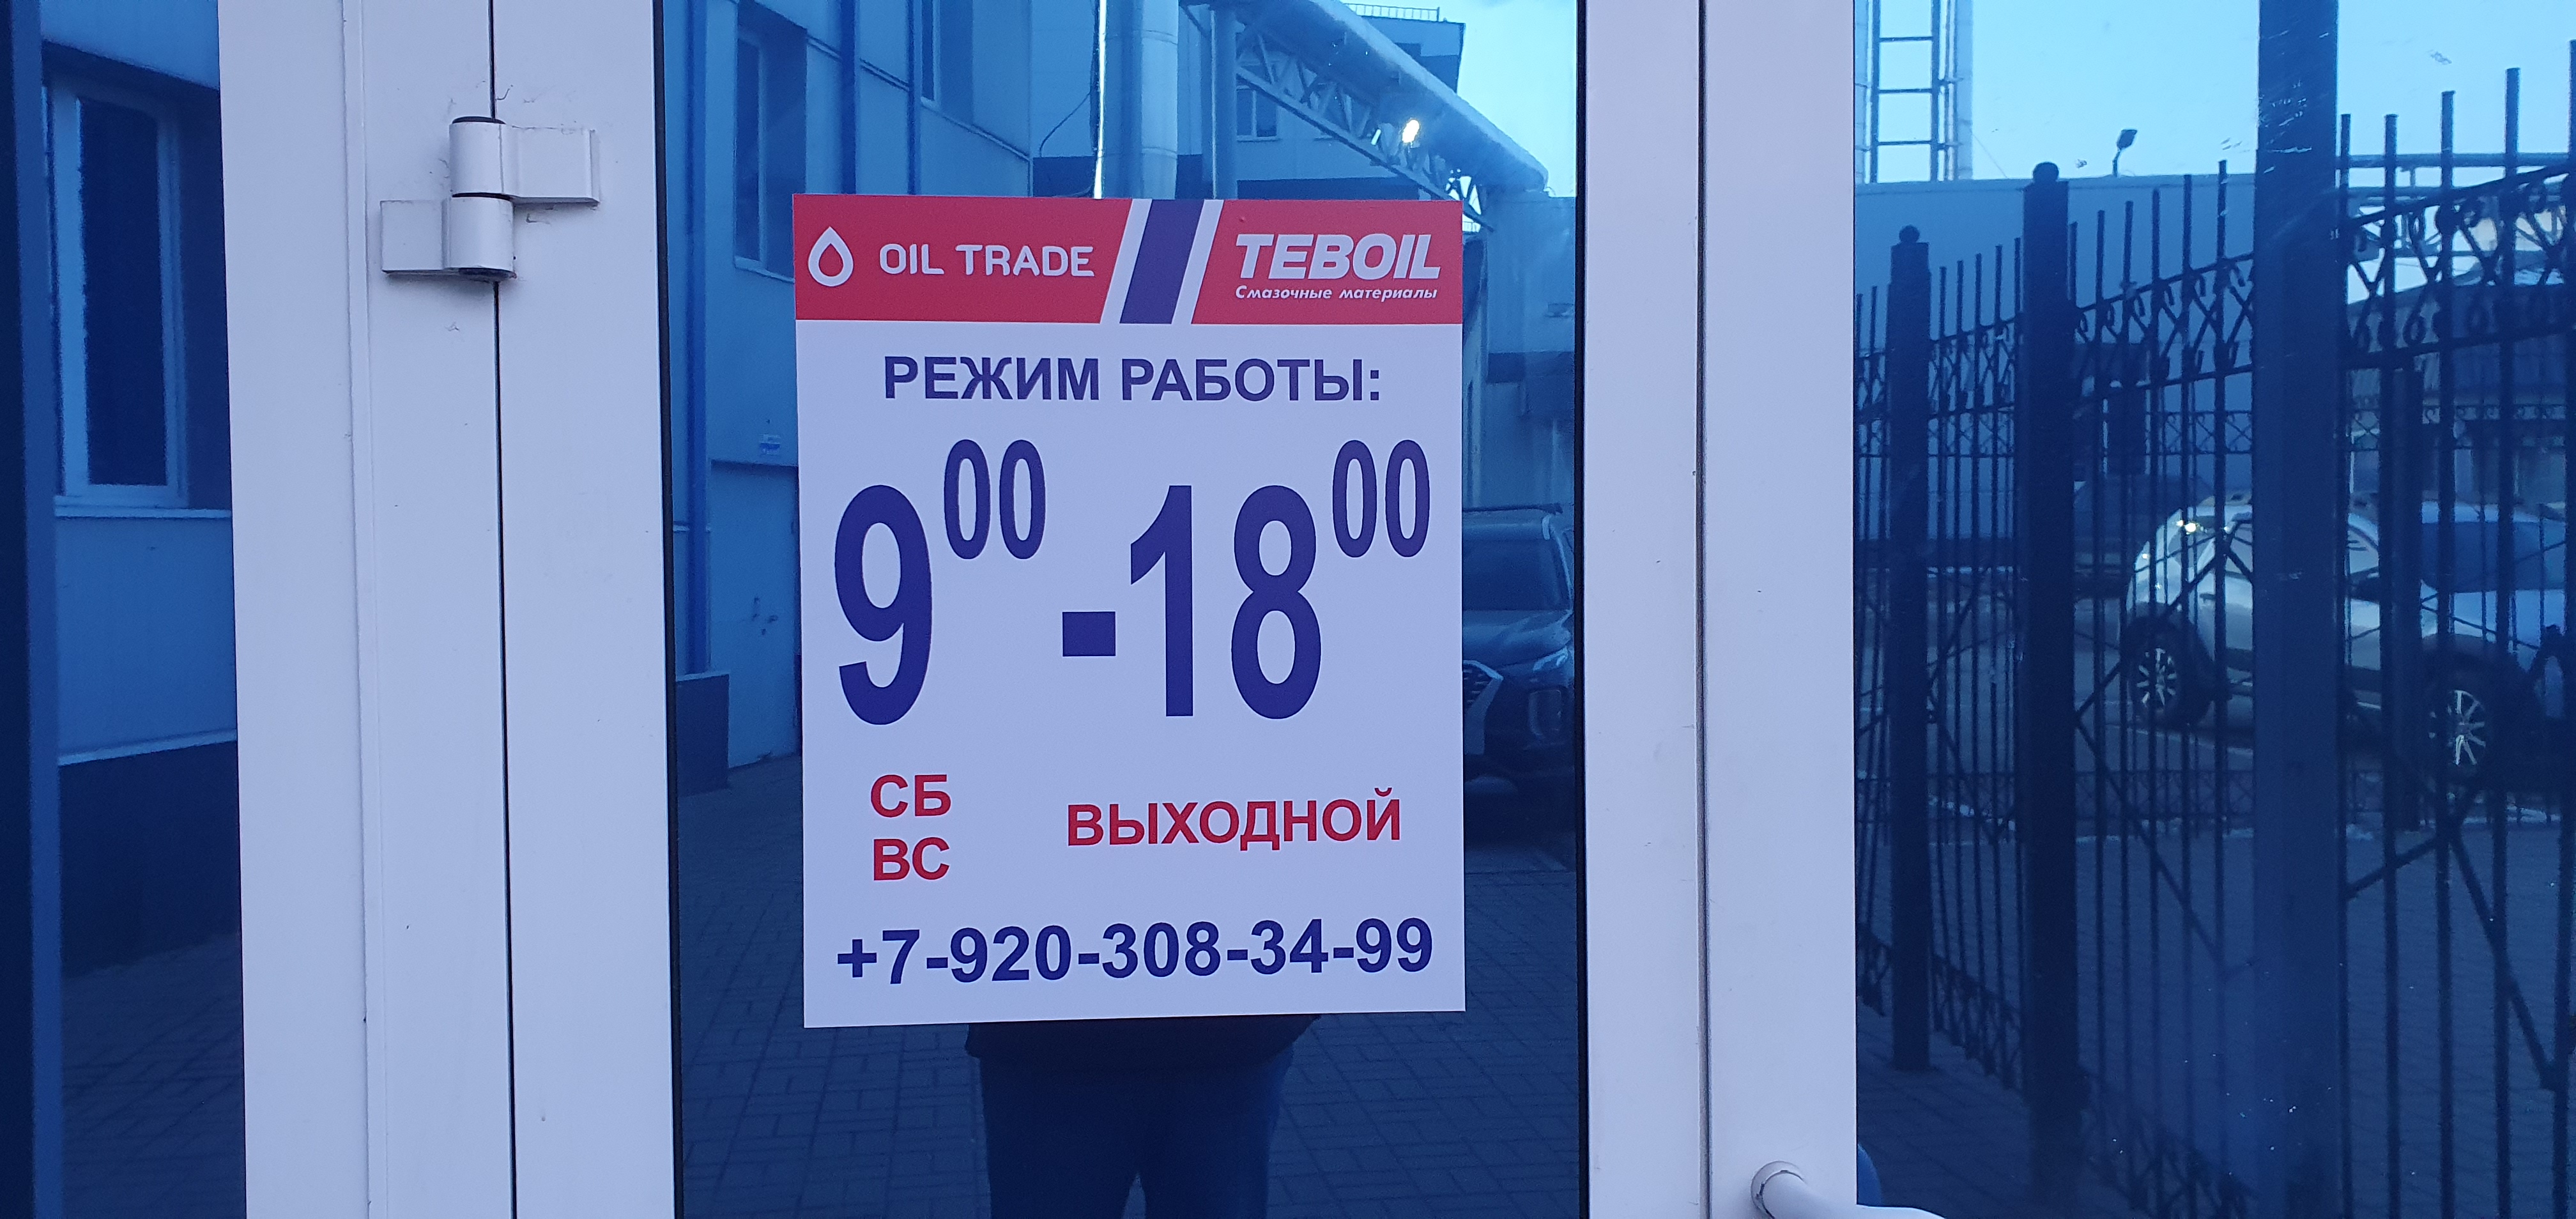 OIL TRADE TEBOIL
Смазочные материалы
РЕЖИМ РАБОТЫ:
9⁰⁰-18⁰⁰
СБ
ВС
ВЫХОДНОЙ
+7-920-308-34-99